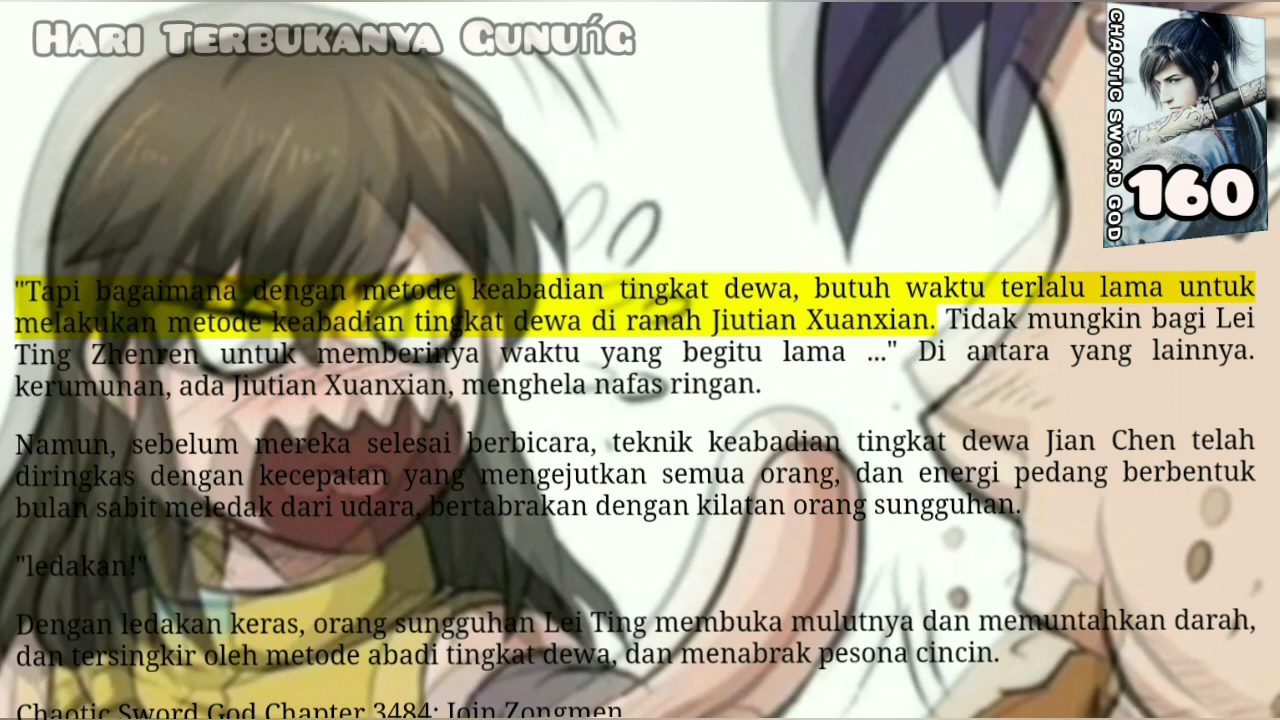 Hari Terbukanya Gunuńg
CHAOTIC SWORD GOD
160
"Tapi bagaimana dengan metode keabadian tingkat dewa, butuh waktu terlalu lama untuk
melakukan metode keabadian tingkat dewa di ranah Jiutian Xuanxian. Tidak mungkin bagi Lei
Ting Zhenren untuk memberinya waktu yang begitu lama ..." Di antara yang lainnya.
kerumunan, ada Jiutian Xuanxian, menghela nafas ringan.
Namun, sebelum mereka selesai berbicara, teknik keabadian tingkat dewa Jian Chen telah
diringkas dengan kecepatan yang mengejutkan semua orang, dan energi pedang berbentuk
bulan sabit meledak dari udara, bertabrakan dengan kilatan orang sungguhan.
"ledakan!"
Dengan ledakan keras, orang sungguhan Lei Ting membuka mulutnya dan memuntahkan darah,
dan tersingkir oleh metode abadi tingkat dewa, dan menabrak pesona cincin.
Chaotic Sword God Chapter 3484: Join Zongmen